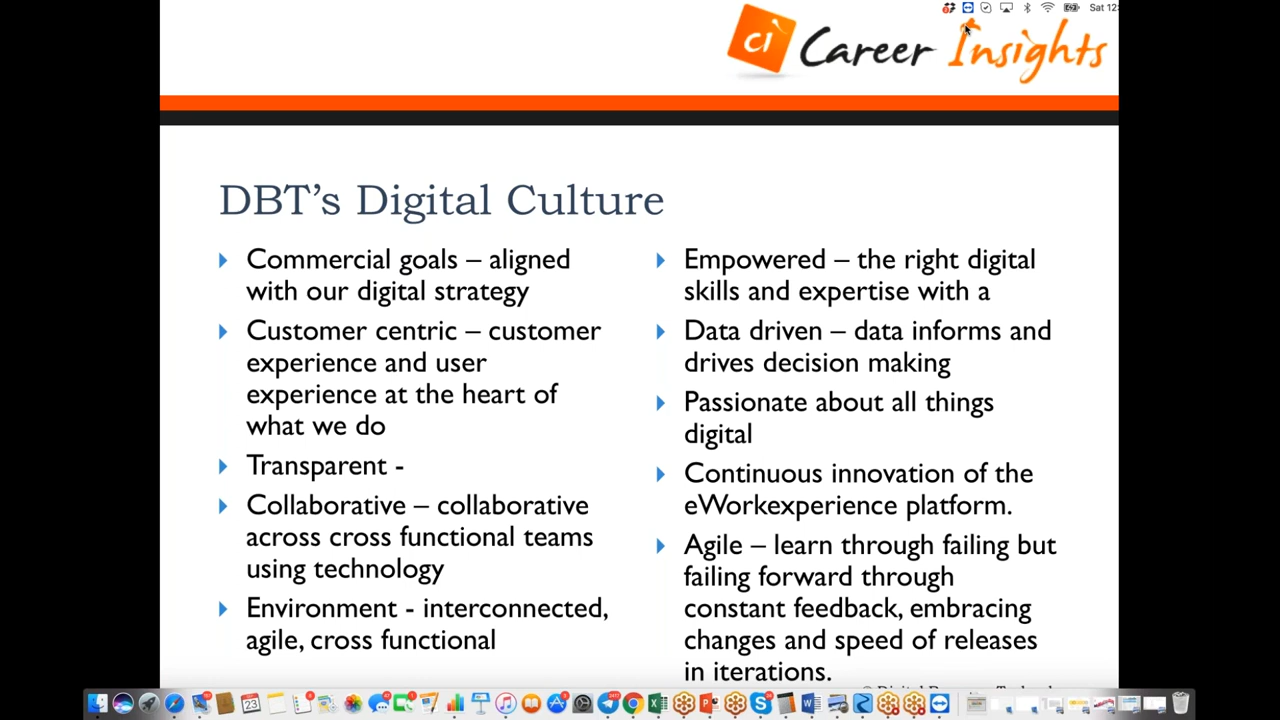 Sat 12:
ci Career Insights
DBT’s Digital Culture
Commercial goals – aligned
with our digital strategy
Customer centric – customer
experience and user
experience at the heart of
what we do
Transparent -
Collaborative – collaborative
across cross functional teams
using technology
Environment - interconnected,
agile, cross functional
Empowered – the right digital
skills and expertise with a
Data driven – data informs and
drives decision making
Passionate about all things
digital
Continuous innovation of the
eWorkexperience platform.
Agile – learn through failing but
failing forward through
constant feedback, embracing
changes and speed of releases
in iterations.
23